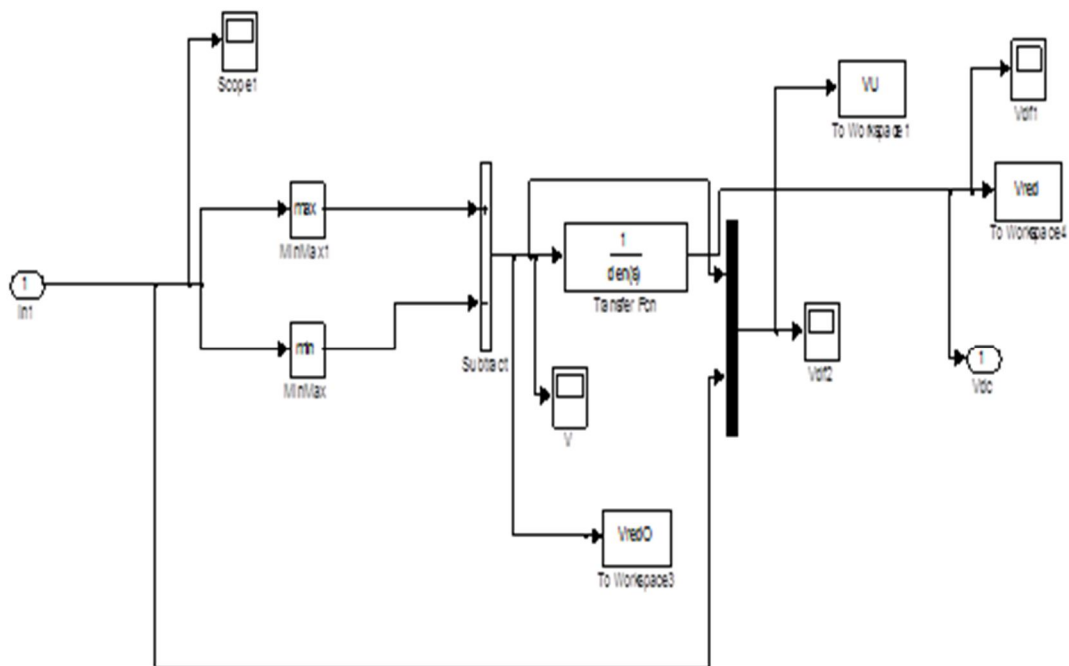 Scope1
VU
To Workspace1
Vdf1
max
MinMax1
Vred
To Workspace4
1
den(s)
Transfer Fcn
1
In1
min
MinMax
Subtract
Vdf2
1
Vdc
V
VredO
To Workspace3